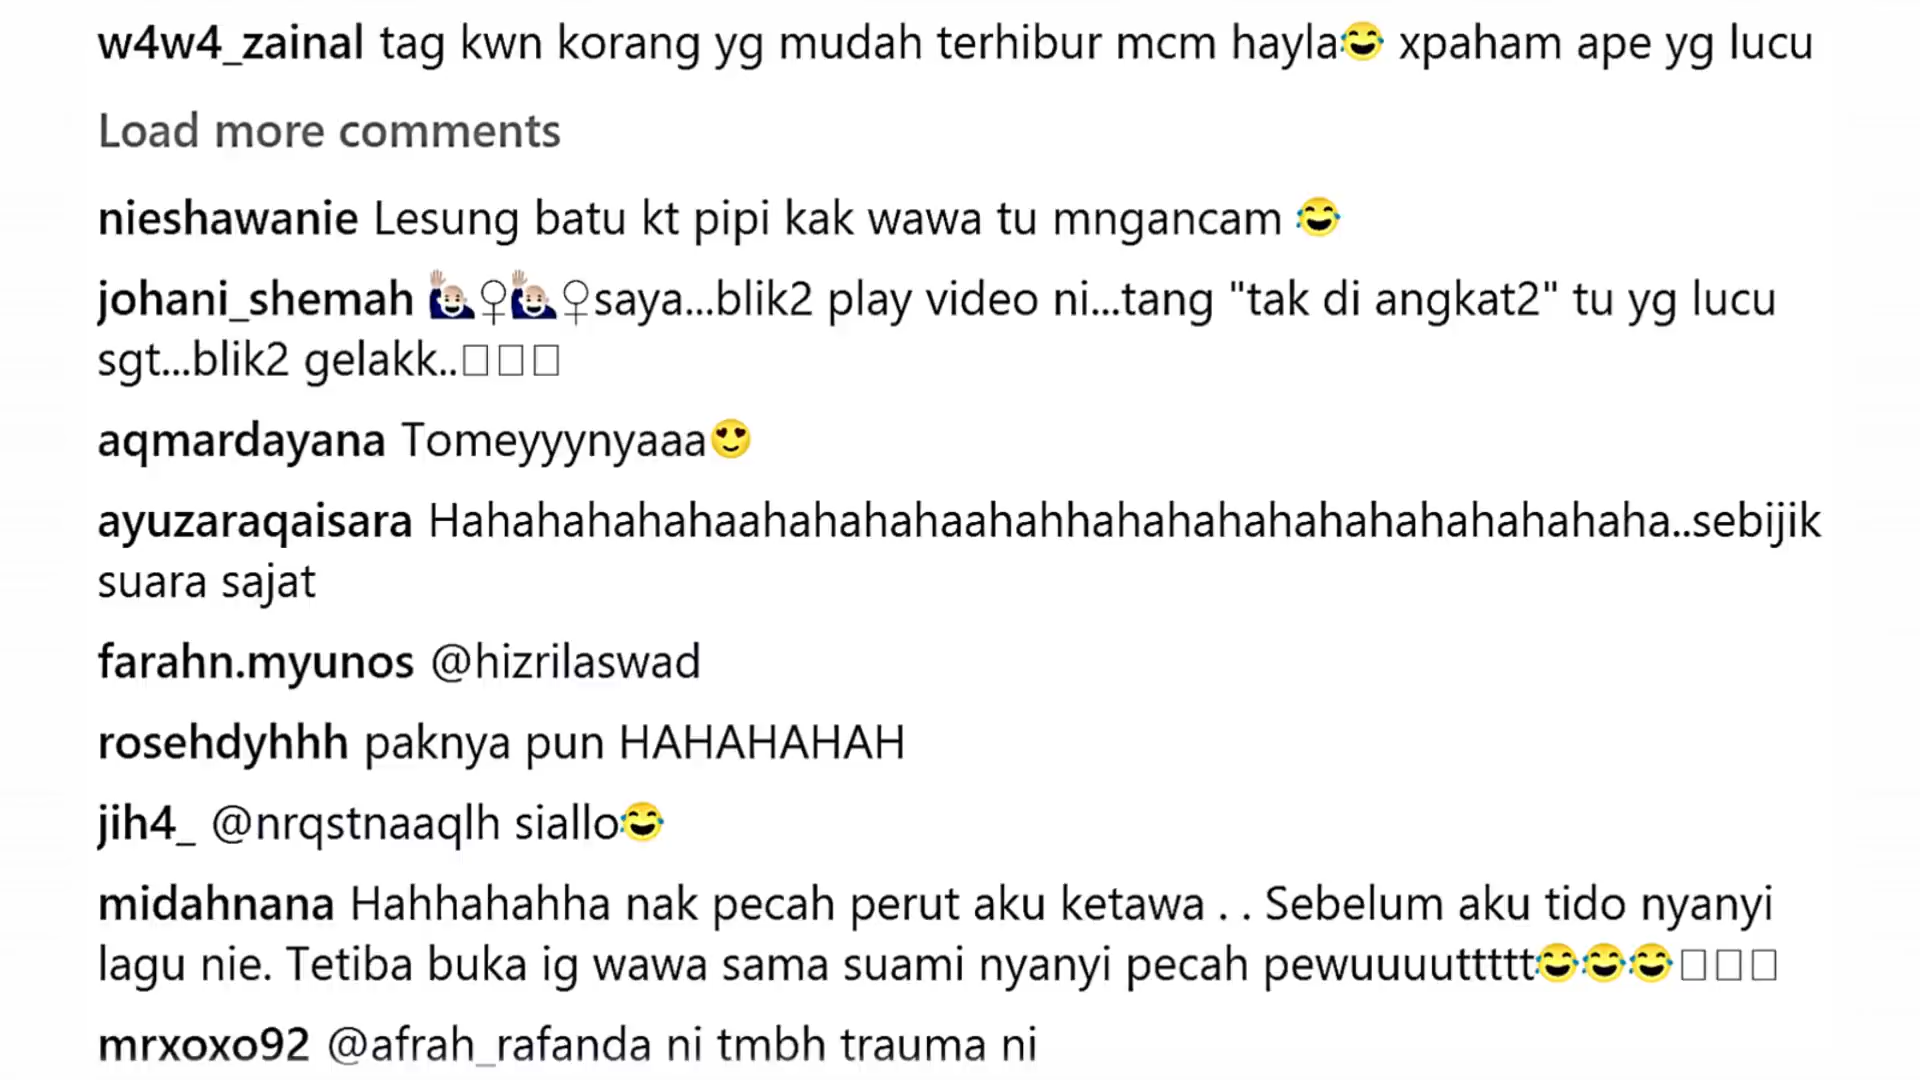 w4w4_zainal tag kwn korang yg mudah terhibur mcm hayla😂 xpaham ape yg lucu
Load more comments
nieshawanie Lesung batu kt pipi kak wawa tu mngancam 😂
johani_shemah 🙋🏻♀🙋🏻♀saya...blik2 play video ni...tang "tak di angkat2" tu yg lucu
sgt...blik2 gelakk..□□□
aqmardayana Tomeyyynyaaa😍
ayuzaraqaisara Hahahahahahaahahahahaahahhahahahahahahahahahahaha..sebijik
suara sajat
farahn.myunos @hizrilaswad
rosehdyhhh paknya pun HAHAHAHAH
jih4_ @nrqstnaaqlh siallo😂
midahnana Hahhahahha nak pecah perut aku ketawa . . Sebelum aku tido nyanyi
lagu nie. Tetiba buka ig wawa sama suami nyanyi pecah pewuuuuttttt😂😂😂□□□
mrxoxo92 @afrah_rafanda ni tmbh trauma ni